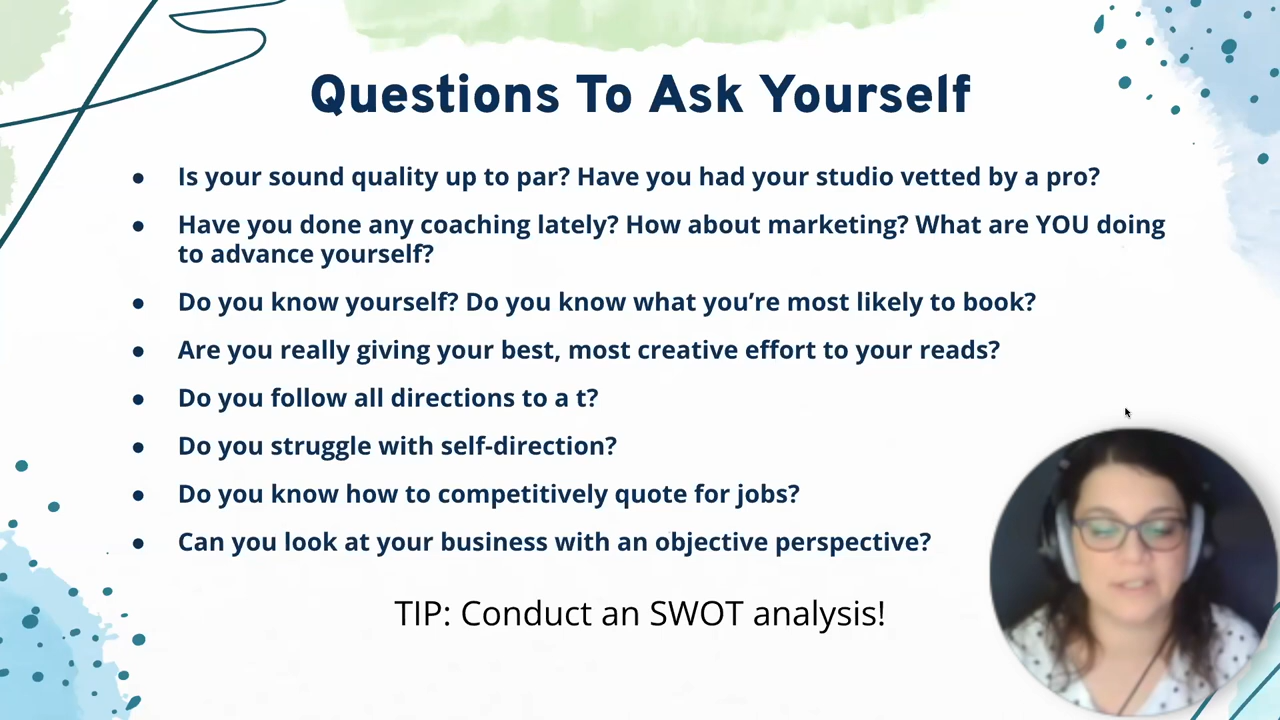 Questions To Ask Yourself
● Is your sound quality up to par? Have you had your studio vetted by a pro?
● Have you done any coaching lately? How about marketing? What are YOU doing
to advance yourself?
● Do you know yourself? Do you know what you’re most likely to book?
● Are you really giving your best, most creative effort to your reads?
● Do you follow all directions to a t?
● Do you struggle with self-direction?
● Do you know how to competitively quote for jobs?
● Can you look at your business with an objective perspective?
TIP: Conduct an SWOT analysis!